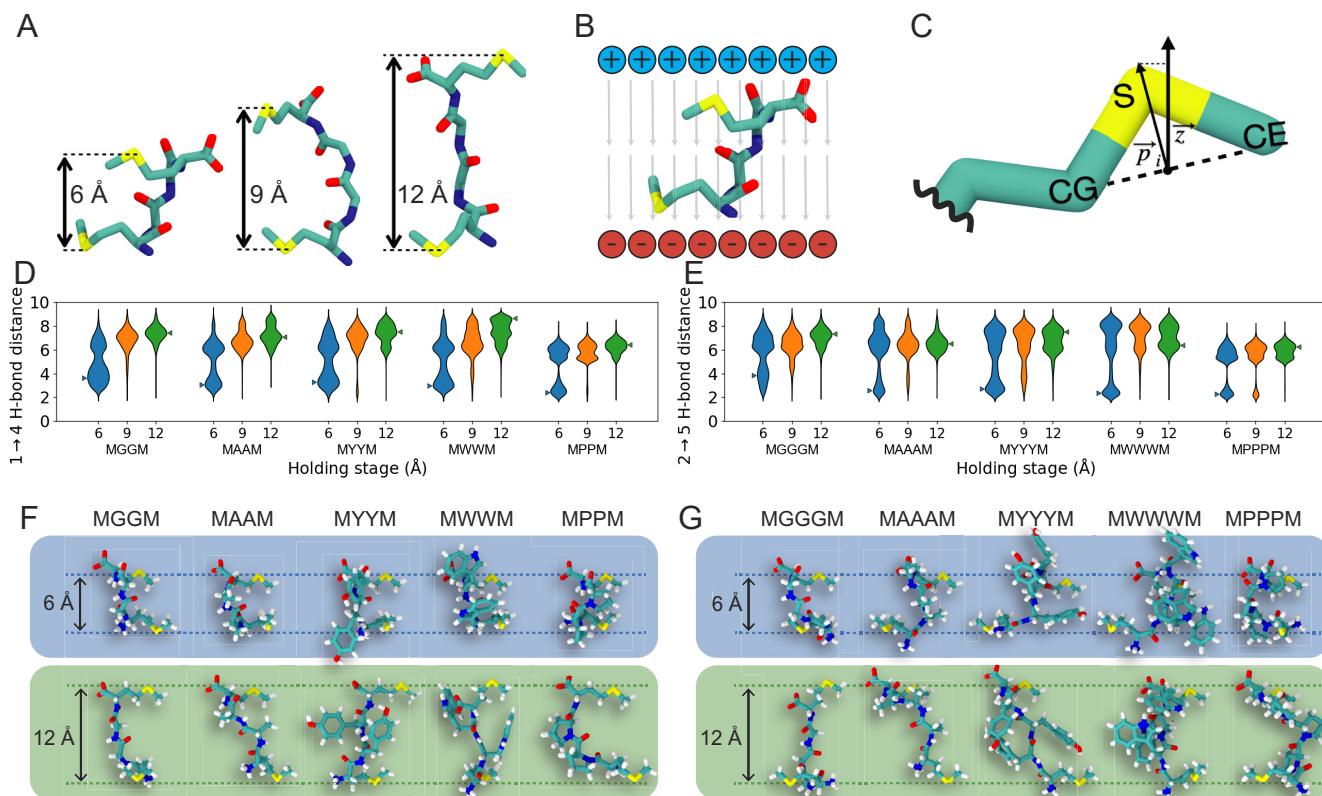 A
B
C
6 Å
9 Å
12 Å
+ + + + + + + +
- - - - - - - -
S
CG
CE
p i
z
D
1 → 4 H-bond distance
10
8
6
4
2
0
6 9 12 6 9 12 6 9 12 6 9 12 6 9 12
MGGM MAAM MYYM MWWM MPPM
Holding stage (Å)
E
2 → 5 H-bond distance
10
8
6
4
2
0
6 9 12 6 9 12 6 9 12 6 9 12 6 9 12
MGGGM MAAAM MYYYM MWWWM MPPPM
Holding stage (Å)
F
MGGM MAAM MYYM MWWM MPPM
6 Å
12 Å
G
MGGGM MAAAM MYYYM MWWWM MPPPM
6 Å
12 Å